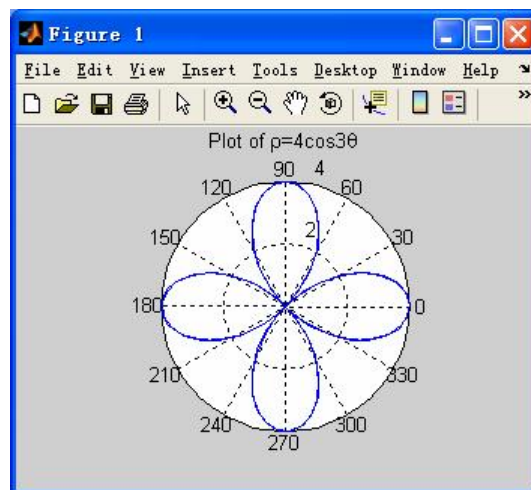 Figure 1
File Edit View Insert Tools Desktop Window Help
Plot of ρ=4cos3θ
90 4
120 60
2
150 30
180 0
210 330
240 300
270